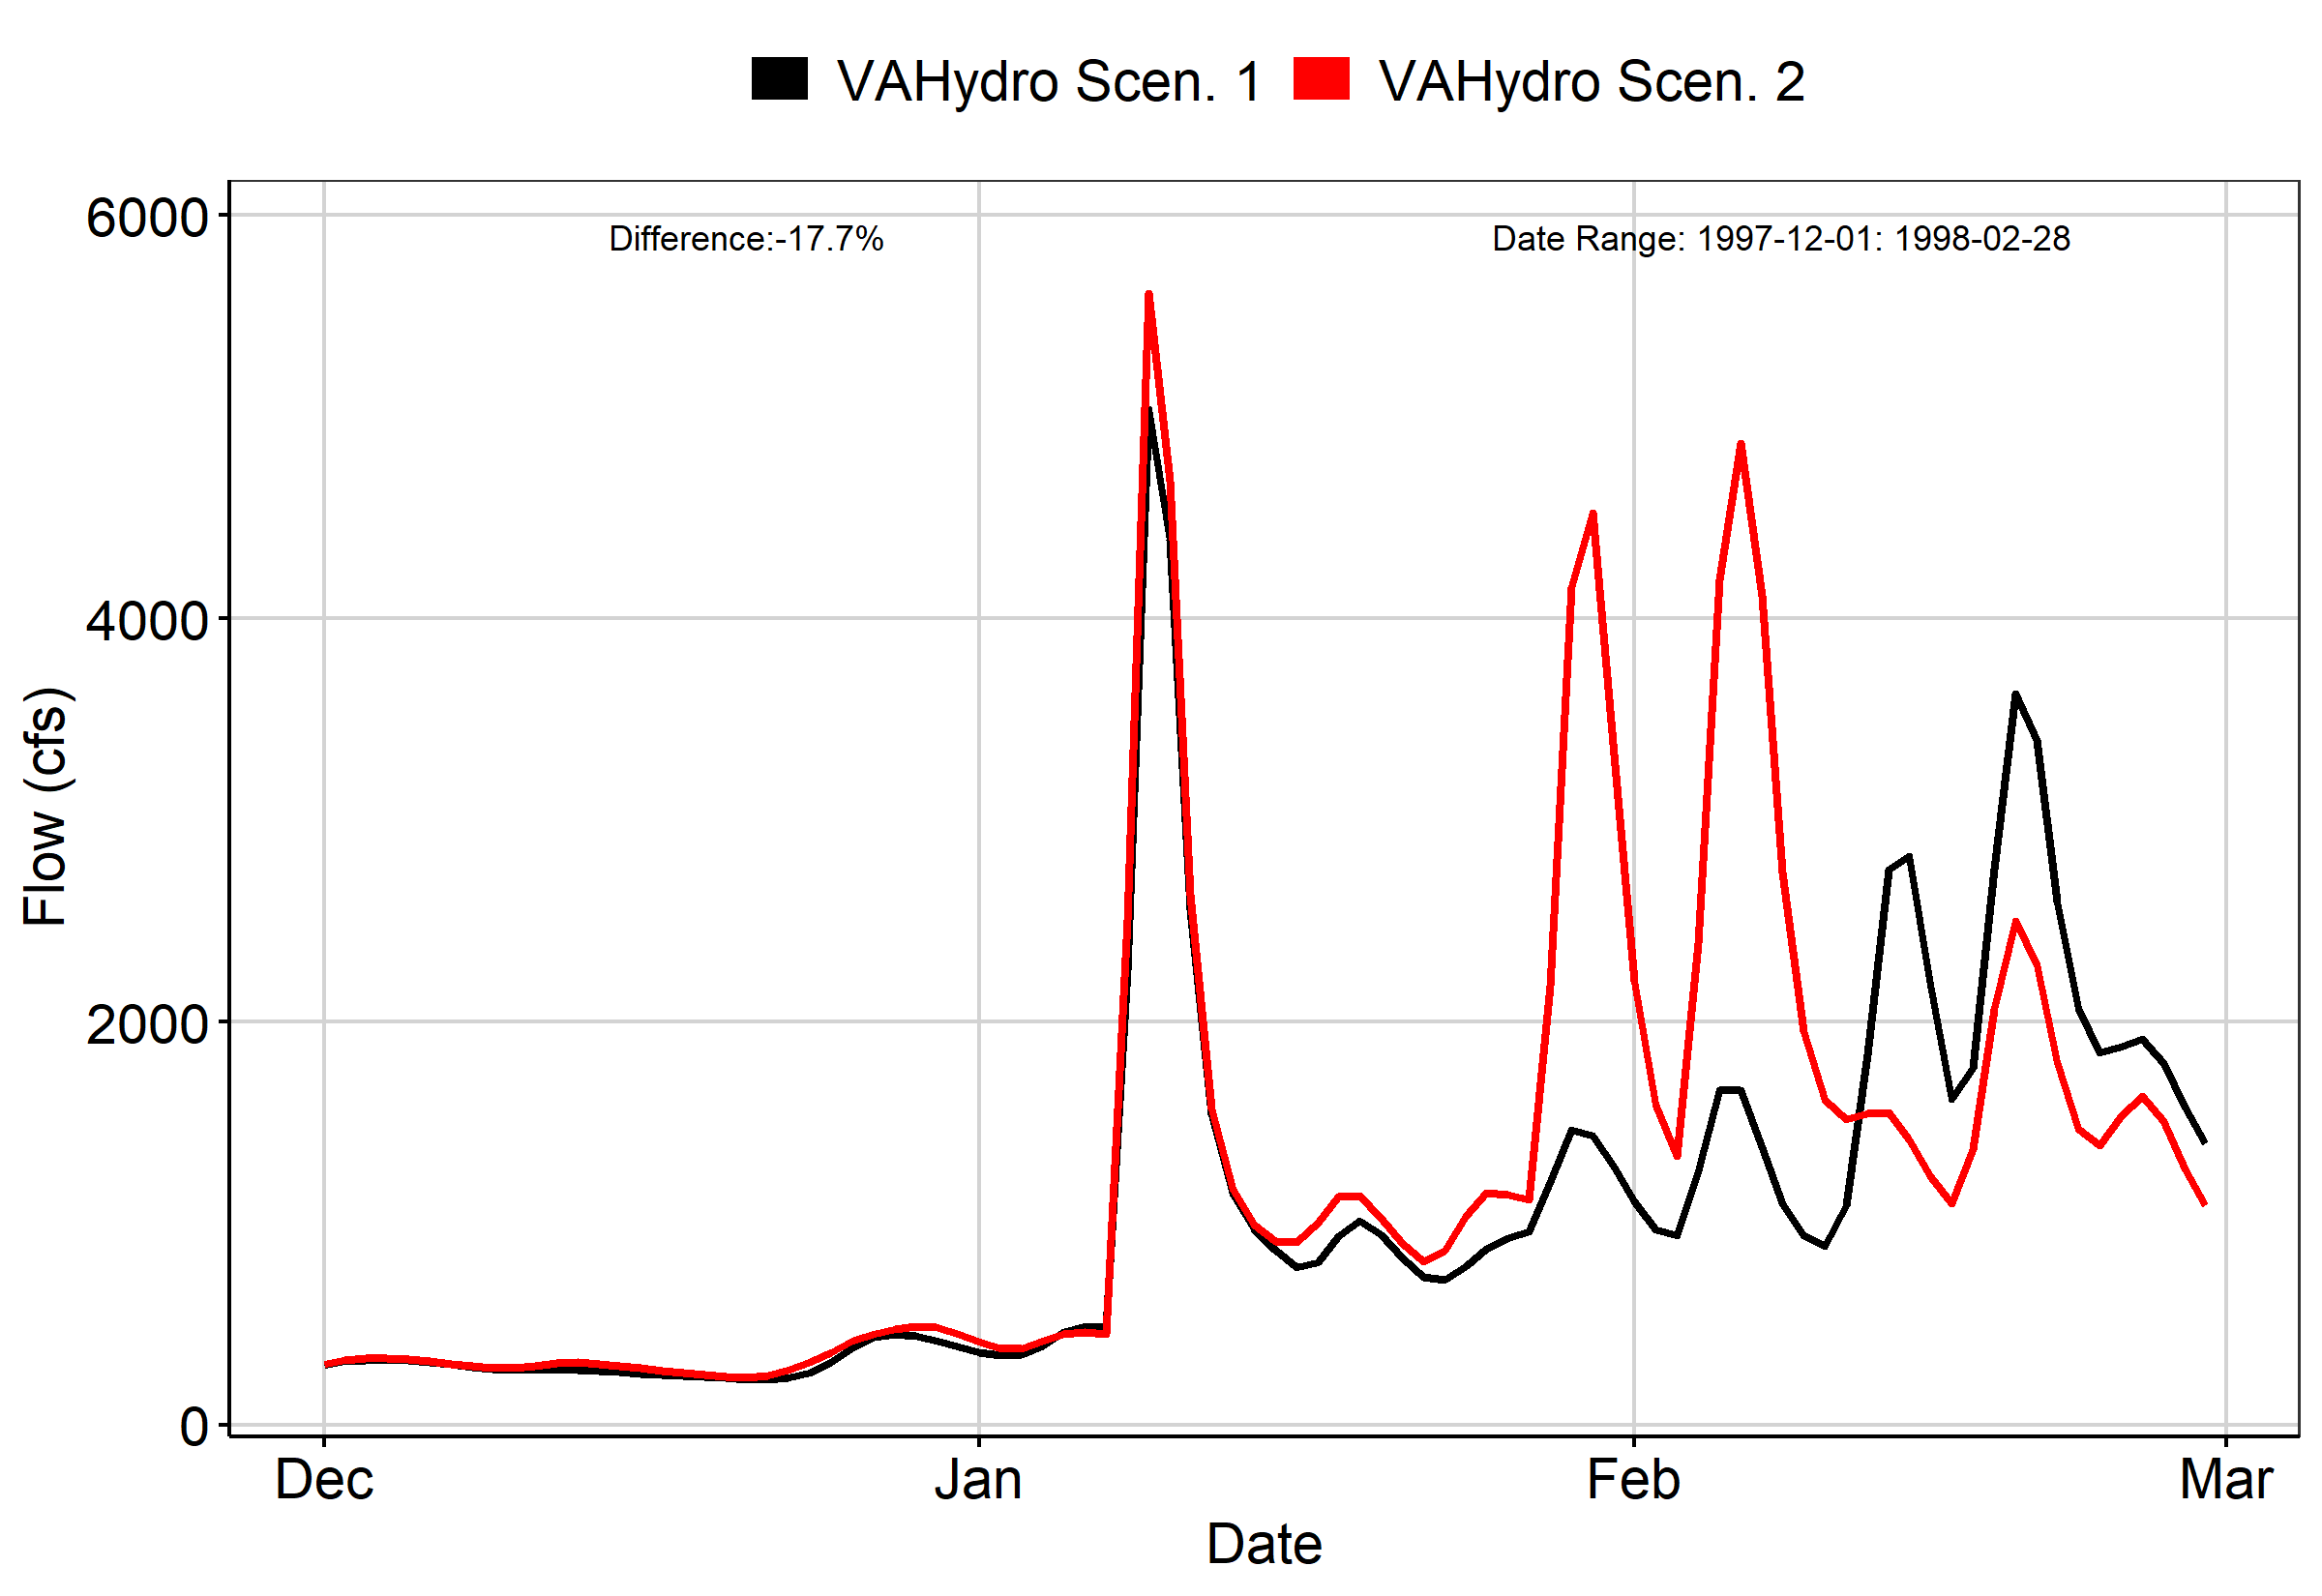 VAHydro Scen. 1 VAHydro Scen. 2
6000
Difference:-17.7% Date Range: 1997-12-01: 1998-02-28
4000
Flow (cfs)
2000
0
Dec Jan Feb Mar
Date